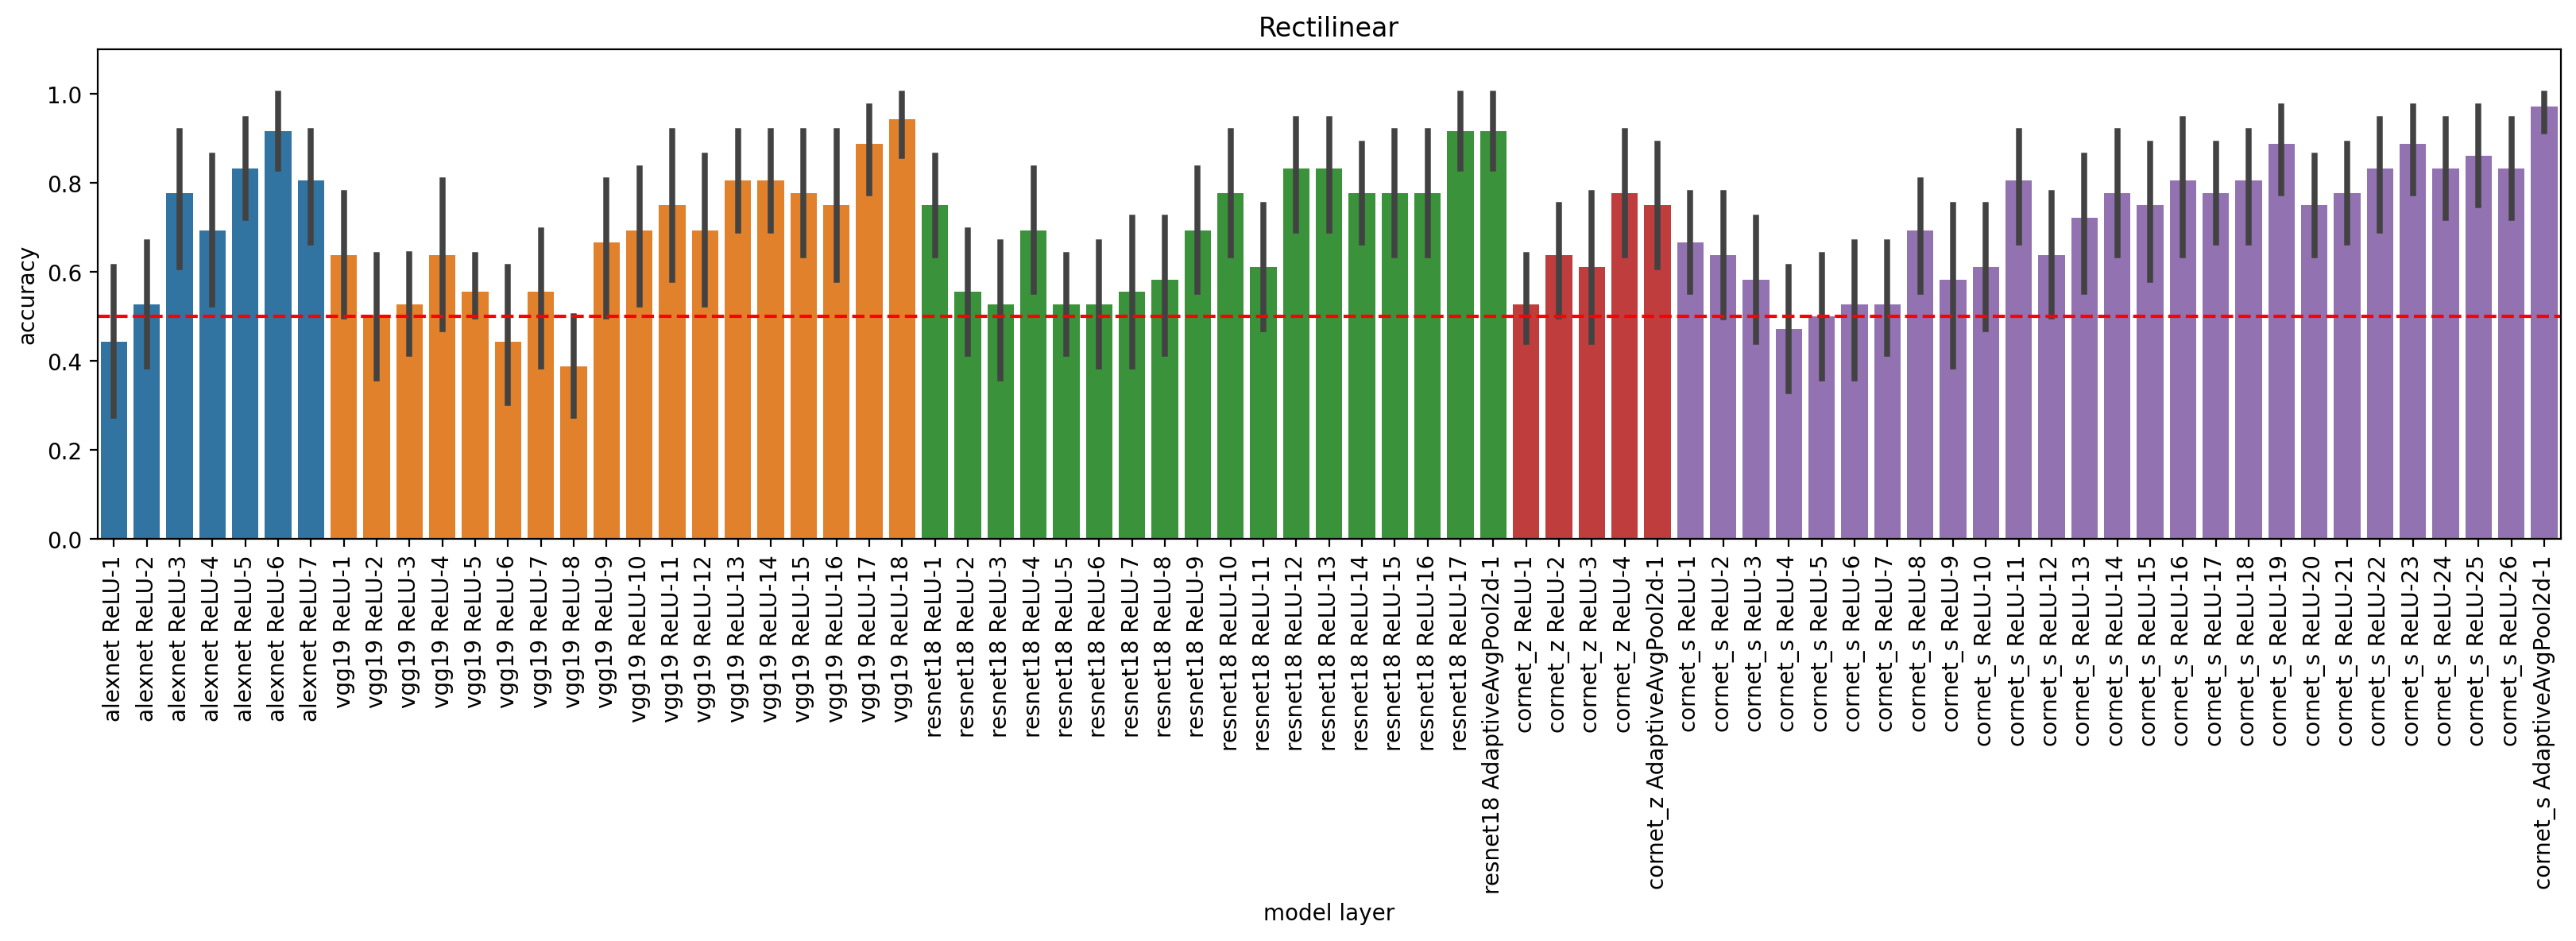 Rectilinear
accuracy
1.0
0.8
0.6
0.4
0.2
0.0
alexnet ReLU-1
alexnet ReLU-2
alexnet ReLU-3
alexnet ReLU-4
alexnet ReLU-5
alexnet ReLU-6
alexnet ReLU-7
vgg19 ReLU-1
vgg19 ReLU-2
vgg19 ReLU-3
vgg19 ReLU-4
vgg19 ReLU-5
vgg19 ReLU-6
vgg19 ReLU-7
vgg19 ReLU-8
vgg19 ReLU-9
vgg19 ReLU-10
vgg19 ReLU-11
vgg19 ReLU-12
vgg19 ReLU-13
vgg19 ReLU-14
vgg19 ReLU-15
vgg19 ReLU-16
vgg19 ReLU-17
vgg19 ReLU-18
resnet18 ReLU-1
resnet18 ReLU-2
resnet18 ReLU-3
resnet18 ReLU-4
resnet18 ReLU-5
resnet18 ReLU-6
resnet18 ReLU-7
resnet18 ReLU-8
resnet18 ReLU-9
resnet18 ReLU-10
resnet18 ReLU-11
resnet18 ReLU-12
resnet18 ReLU-13
resnet18 ReLU-14
resnet18 ReLU-15
resnet18 ReLU-16
resnet18 ReLU-17
resnet18 AdaptiveAvgPool2d-1
cornet_z ReLU-1
cornet_z ReLU-2
cornet_z ReLU-3
cornet_z ReLU-4
cornet_z AdaptiveAvgPool2d-1
cornet_s ReLU-1
cornet_s ReLU-2
cornet_s ReLU-3
cornet_s ReLU-4
cornet_s ReLU-5
cornet_s ReLU-6
cornet_s ReLU-7
cornet_s ReLU-8
cornet_s ReLU-9
cornet_s ReLU-10
cornet_s ReLU-11
cornet_s ReLU-12
cornet_s ReLU-13
cornet_s ReLU-14
cornet_s ReLU-15
cornet_s ReLU-16
cornet_s ReLU-17
cornet_s ReLU-18
cornet_s ReLU-19
cornet_s ReLU-20
cornet_s ReLU-21
cornet_s ReLU-22
cornet_s ReLU-23
cornet_s ReLU-24
cornet_s ReLU-25
cornet_s ReLU-26
cornet_s AdaptiveAvgPool2d-1
model layer